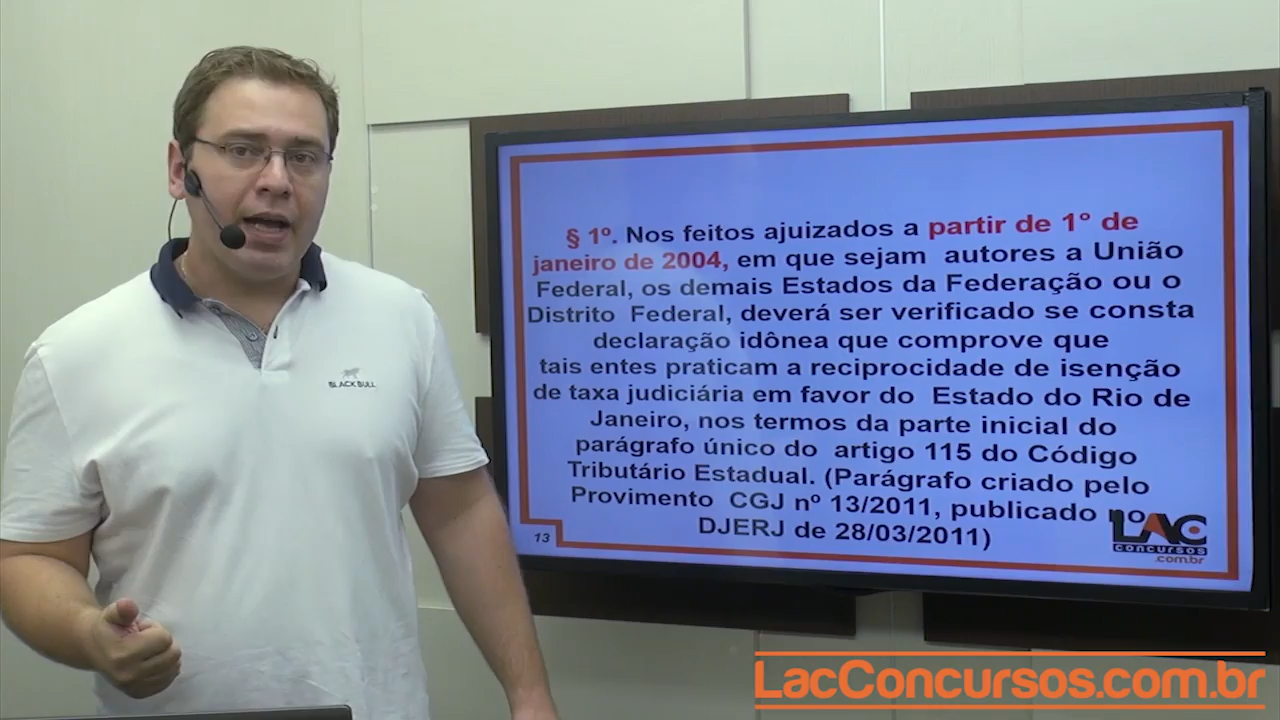 § 1º. Nos feitos ajuizados a partir de 1° de
janeiro de 2004, em que sejam autores a União
Federal, os demais Estados da Federação ou o
Distrito Federal, deverá ser verificado se consta
declaração idônea que comprove que
tais entes praticam a reciprocidade de isenção
de taxa judiciária em favor do Estado do Rio de
Janeiro, nos termos da parte inicial do
parágrafo único do artigo 115 do Código
Tributário Estadual. (Parágrafo criado pelo
Provimento CGJ nº 13/2011, publicado no
DJERJ de 28/03/2011)
13
LAC
concursos
.com.br
BLACK BULL
LacConcursos.com.br